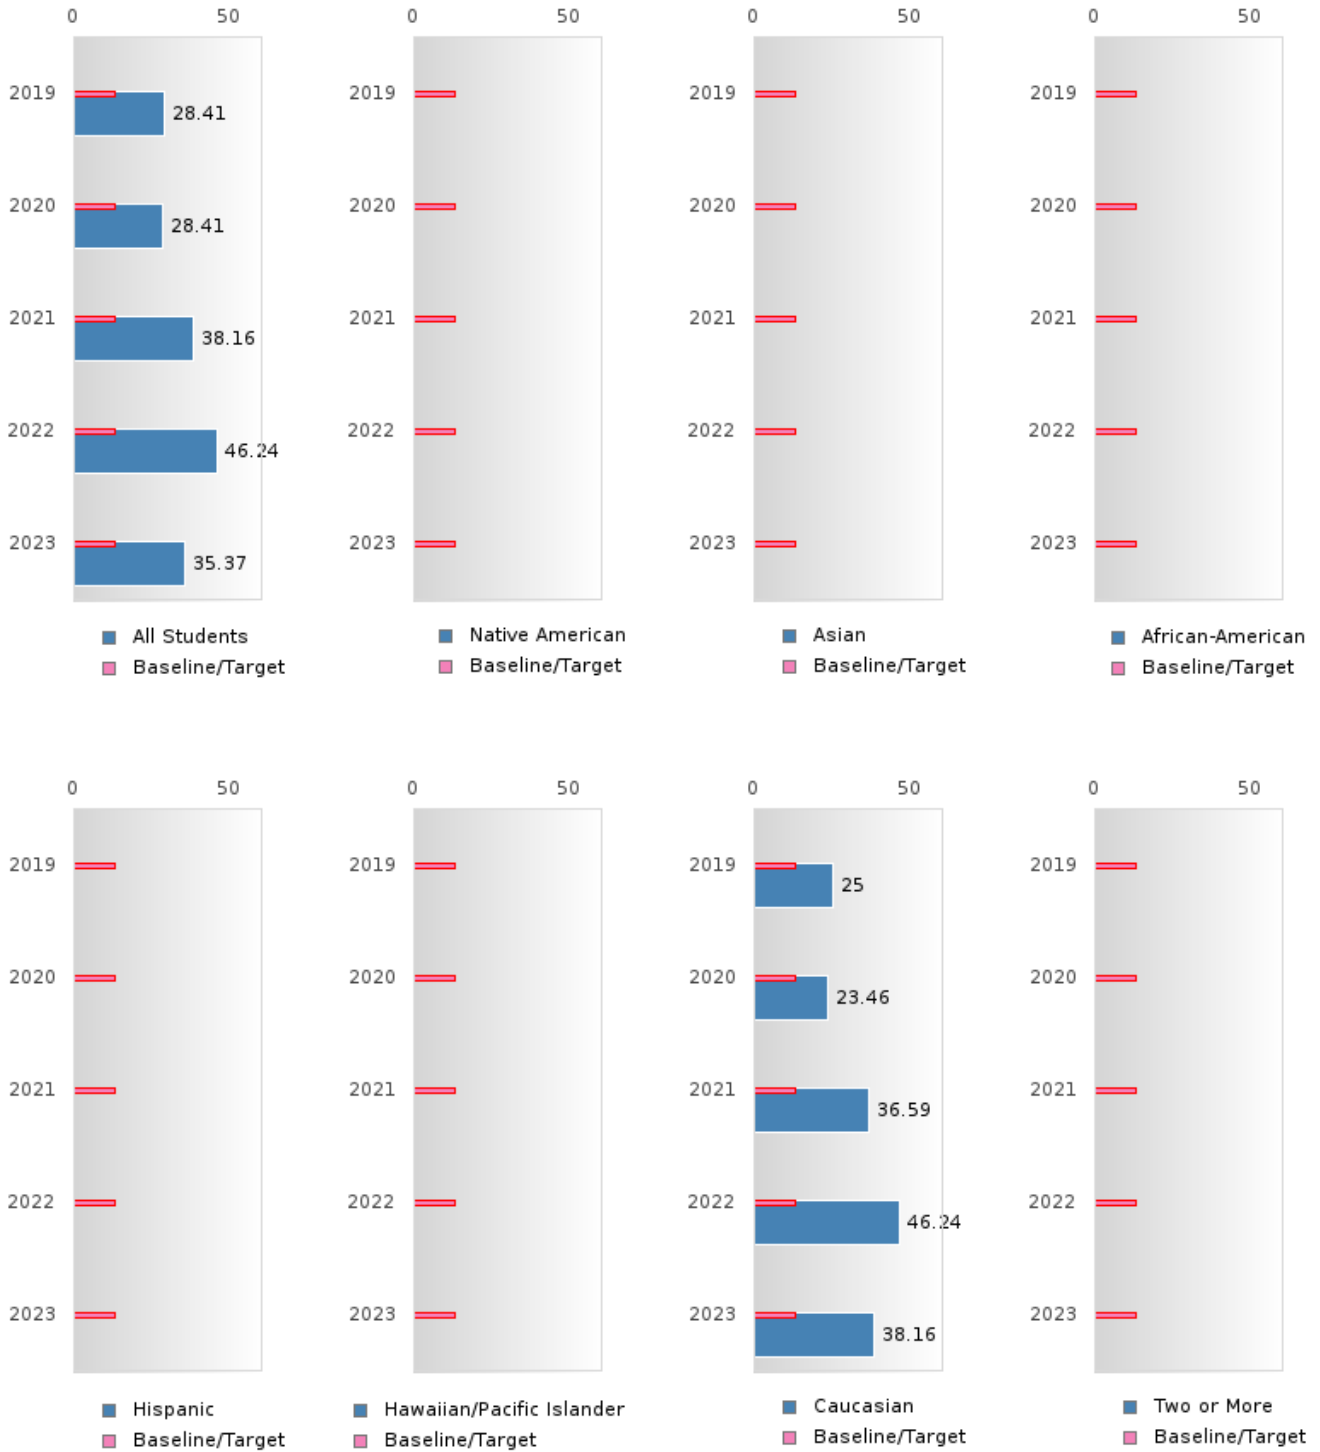 0 50 0 50 0 50 0 50
2019 28.41 2019 2019 2019
2020 28.41 2020 2020 2020
2021 38.16 2021 2021 2021
2022 46.24 2022 2022 2022
2023 35.37 2023 2023 2023
All Students Native American Asian African-American
Baseline/Target Baseline/Target Baseline/Target Baseline/Target
0 50 0 50 0 50 0 50
2019 2019 2019 25 2019
2020 2020 2020 23.46 2020
2021 2021 2021 36.59 2021
2022 2022 2022 46.24 2022
2023 2023 2023 38.16 2023
Hispanic Hawaiian/Pacific Islander Caucasian Two or More
Baseline/Target Baseline/Target Baseline/Target Baseline/Target